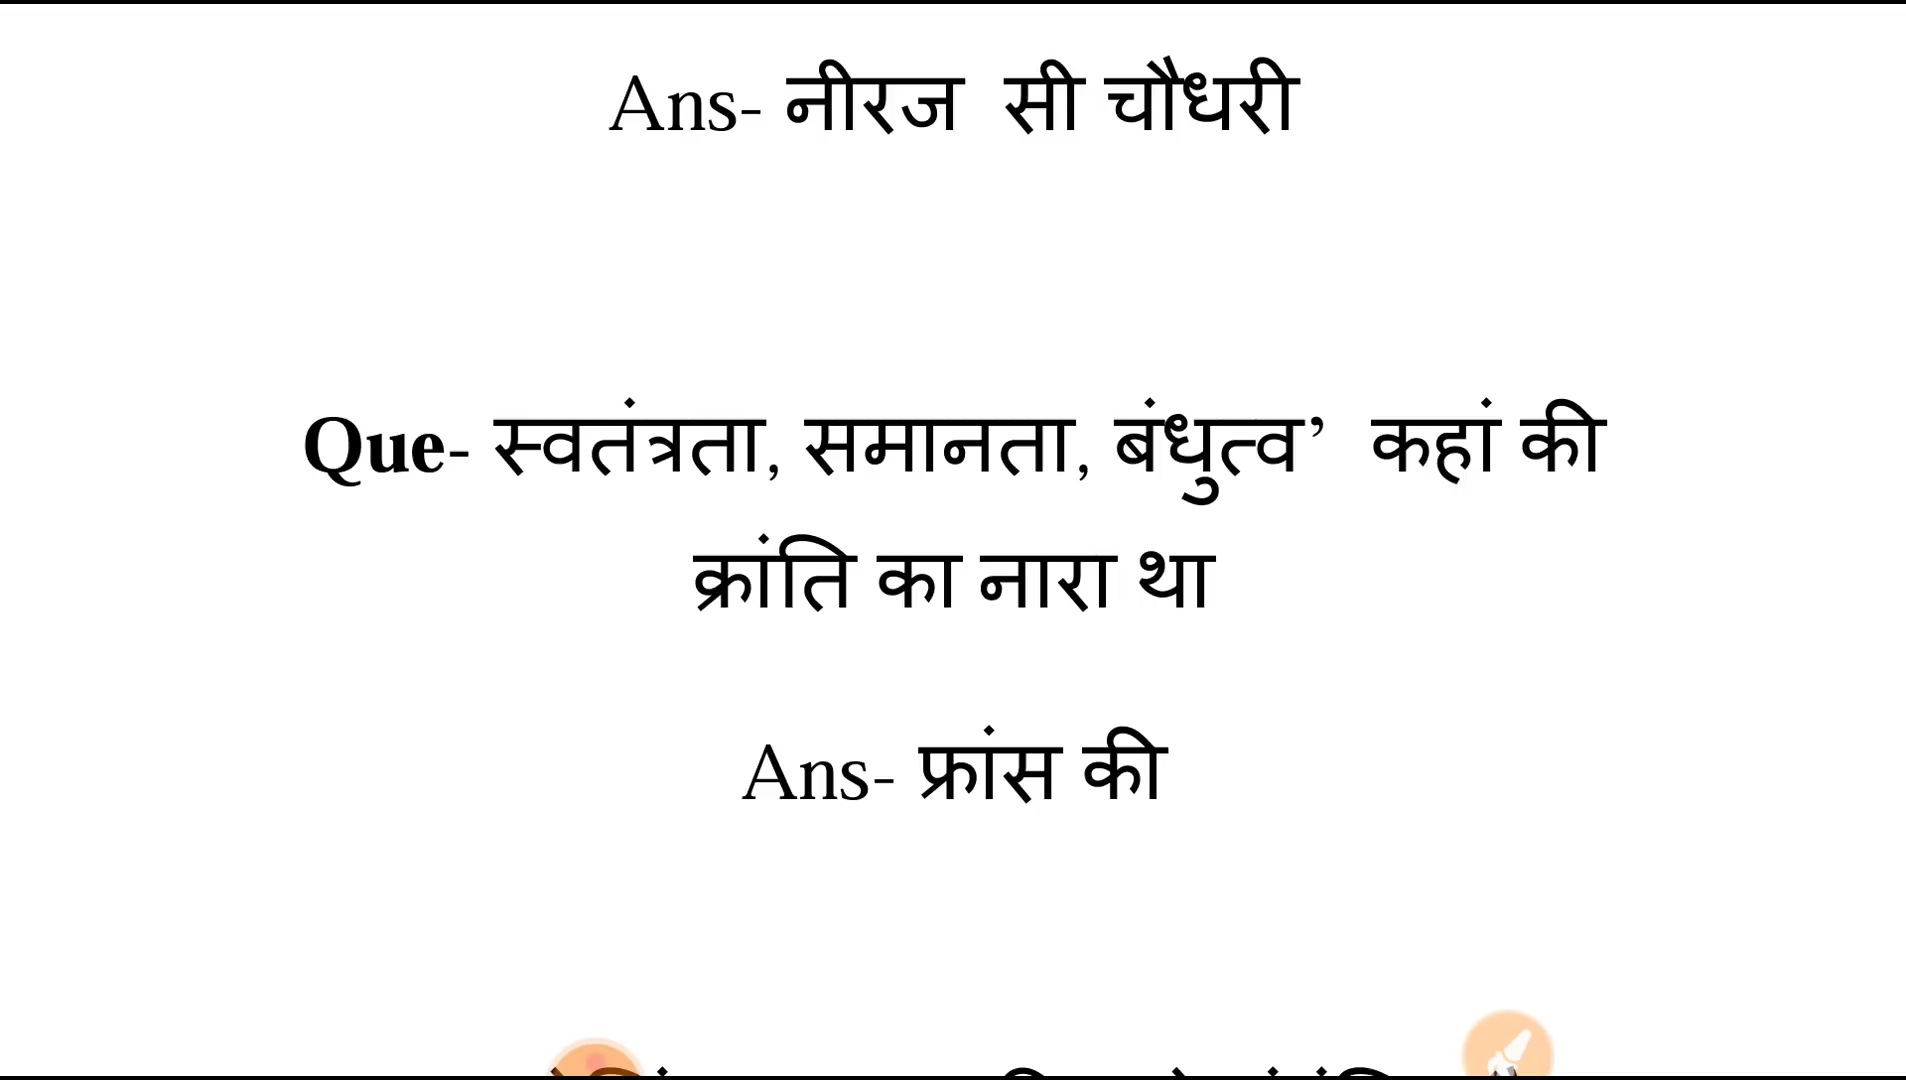 Ans- नीरज सी चौधरी
Que- स्वतंत्रता, समानता, बंधुत्व’ कहां की
क्रांति का नारा था
Ans- फ्रांस की